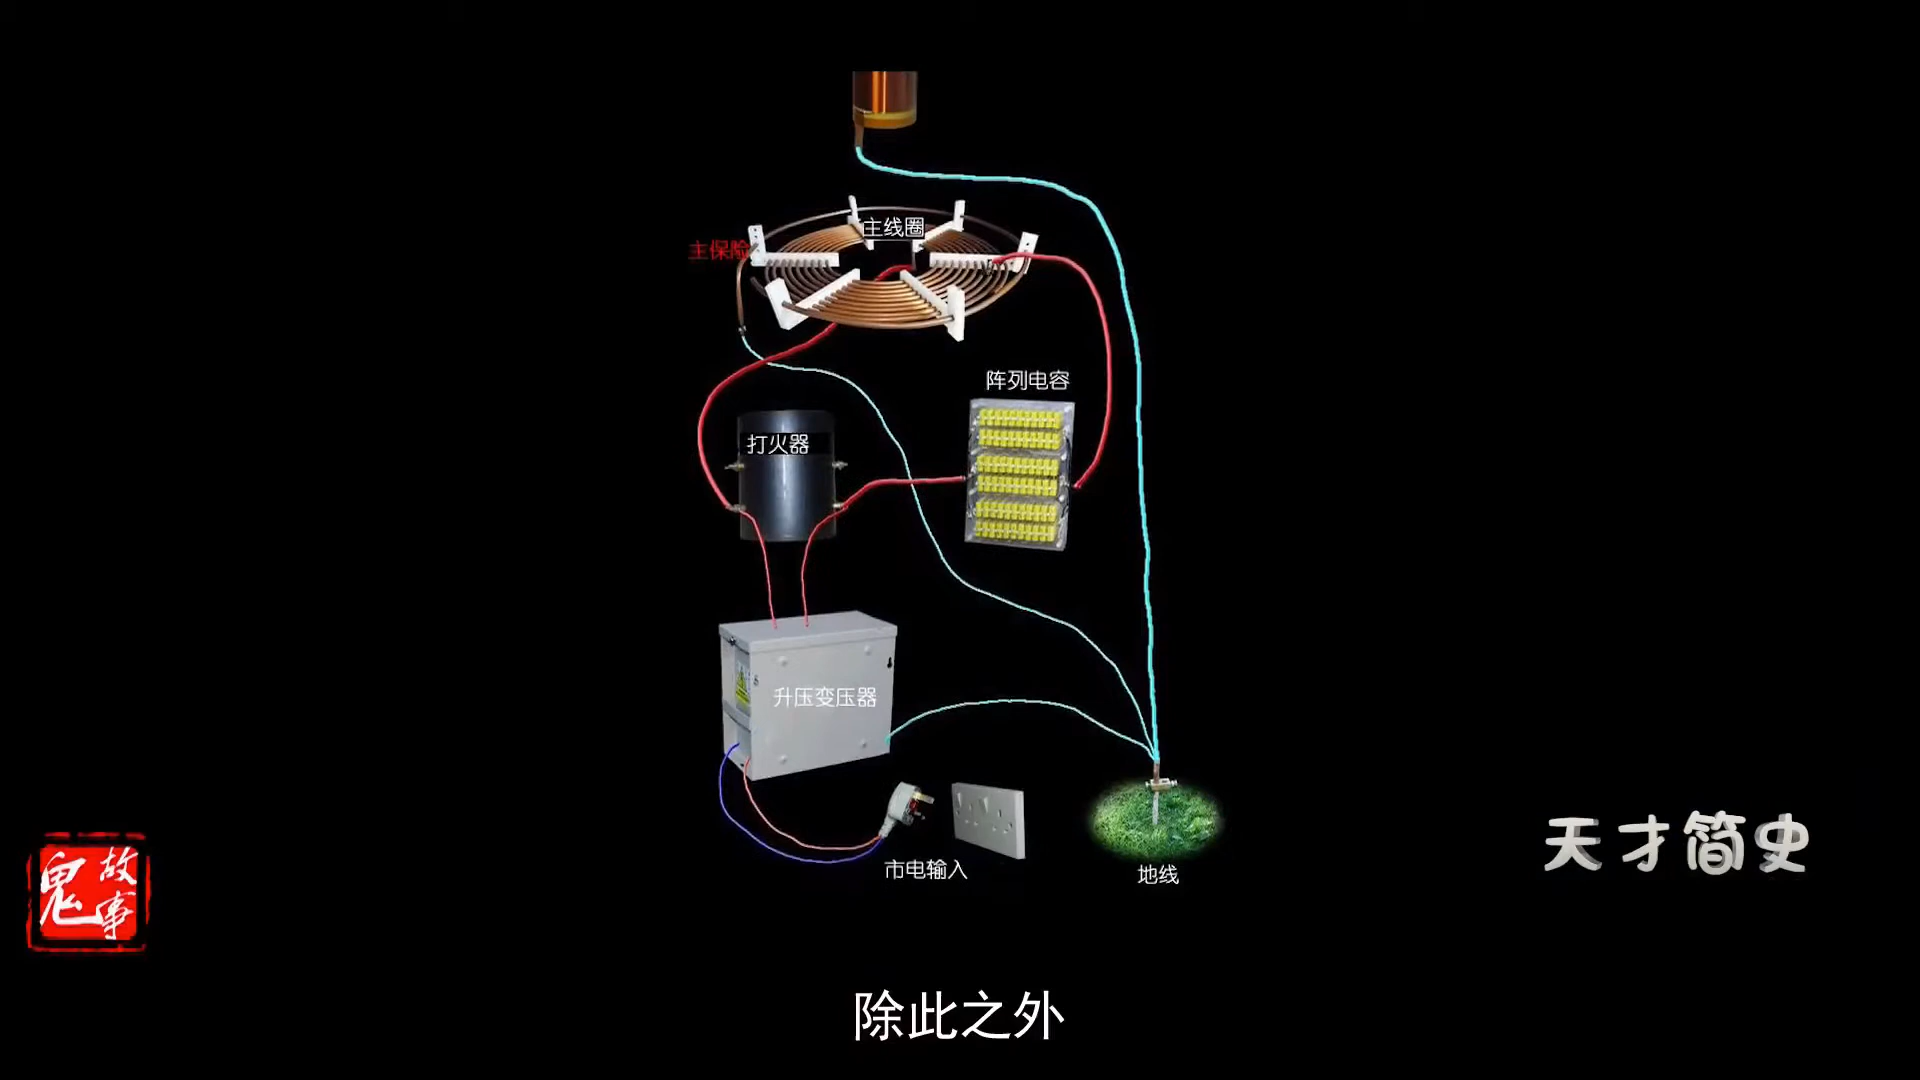 主线圈
主保险
阵列电容
打火器
升压变压器
市电输入
地线
天才简史
鬼故事
除此之外